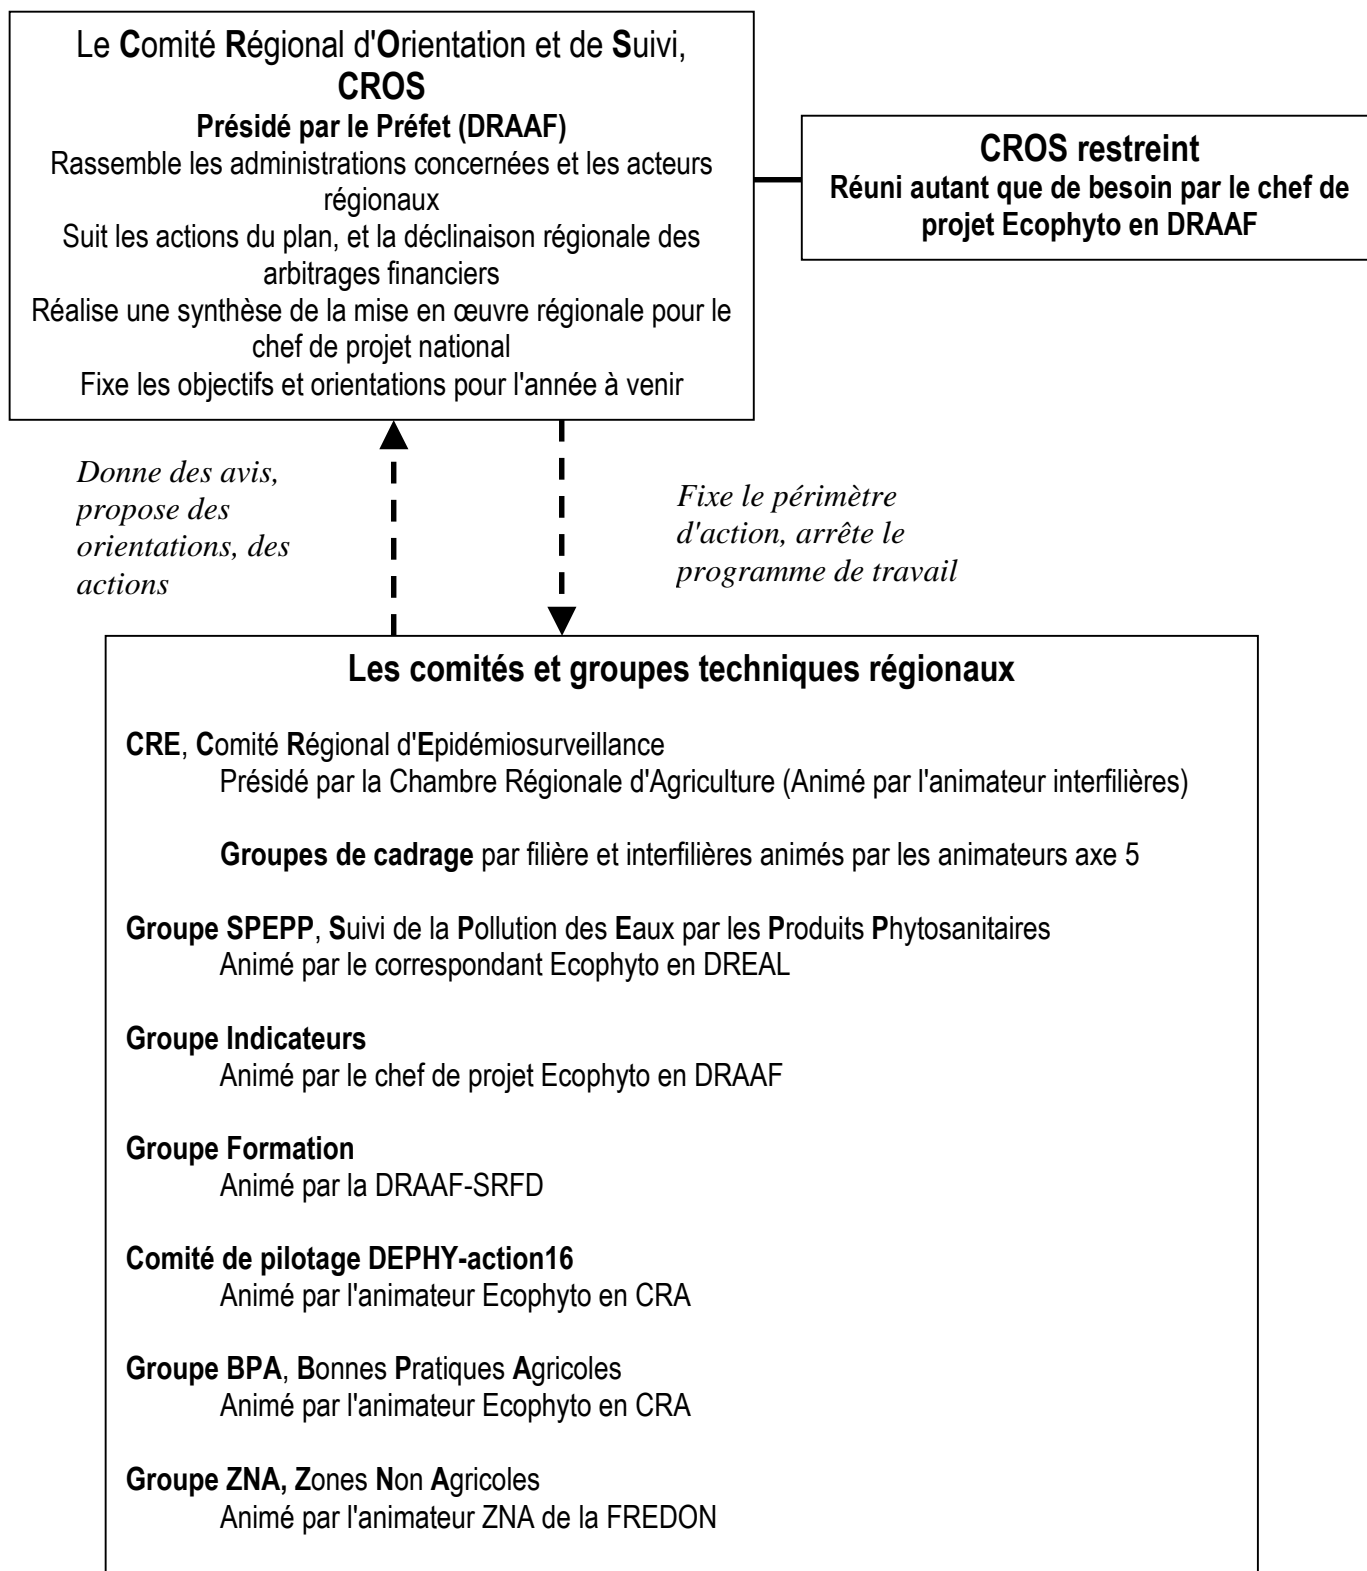 Le Comité Régional d'Orientation et de Suivi,
CROS
Présidé par le Préfet (DRAAF)
Rassemble les administrations concernées et les acteurs
régionaux
Suit les actions du plan, et la déclinaison régionale des
arbitrages financiers
Réalise une synthèse de la mise en œuvre régionale pour le
chef de projet national
Fixe les objectifs et orientations pour l'année à venir
CROS restreint
Réuni autant que de besoin par le chef de
projet Ecophyto en DRAAF
Donne des avis,
propose des
orientations, des
actions
Fixe le périmètre
d'action, arrête le
programme de travail
Les comités et groupes techniques régionaux
CRE, Comité Régional d'Epidémiosurveillance
Présidé par la Chambre Régionale d'Agriculture (Animé par l'animateur interfilières)
Groupes de cadrage par filière et interfilières animés par les animateurs axe 5
Groupe SPEPP, Suivi de la Pollution des Eaux par les Produits Phytosanitaires
Animé par le correspondant Ecophyto en DREAL
Groupe Indicateurs
Animé par le chef de projet Ecophyto en DRAAF
Groupe Formation
Animé par la DRAAF-SRFD
Comité de pilotage DEPHY-action16
Animé par l'animateur Ecophyto en CRA
Groupe BPA, Bonnes Pratiques Agricoles
Animé par l'animateur Ecophyto en CRA
Groupe ZNA, Zones Non Agricoles
Animé par l'animateur ZNA de la FREDON